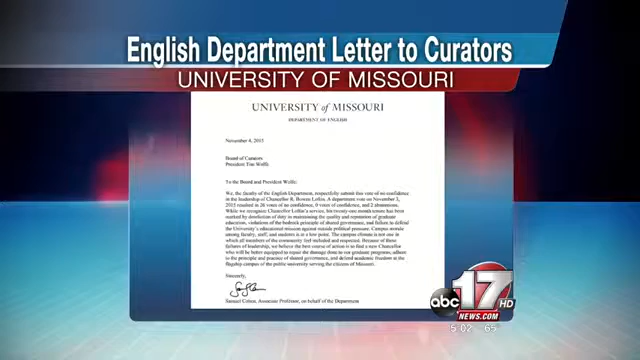 English Department Letter to Curators
UNIVERSITY OF MISSOURI
UNIVERSITY of MISSOURI
DEPARTMENT OF ENGLISH
November 4, 2015
Board of Curators
President Tim Wolfe
To the Board and President Wolfe:
We, the faculty of the English Department, respectfully submit this vote of no confidence
in the leadership of Chancellor R. Bowen Loftin. A department vote on November 3,
2015 resulted in 26 votes of no confidence, 0 votes of confidence, and 2 abstentions.
While we recognize Chancellor Loftin's service, his twenty-one month tenure has been
marked by dereliction of duty in maintaining the quality and reputation of graduate
education, violations of the bedrock principle of shared governance, and failure to defend
the University's educational mission against outside political pressure. Campus morale
among faculty, staff, and students is at a low point. The campus climate is not one in
which all members of the community feel included and respected. Because of these
failures of leadership, we believe the best course of action is to find a new Chancellor
who will be better equipped to repair the damage done to our graduate programs, adhere
to the principle and practice of shared governance, and defend academic freedom at the
flagship campus of the public university serving the citizens of Missouri.
Sincerely,
Samuel Cohen, Associate Professor, on behalf of the Department
abc 17 HD
NEWS.COM
5:02 65